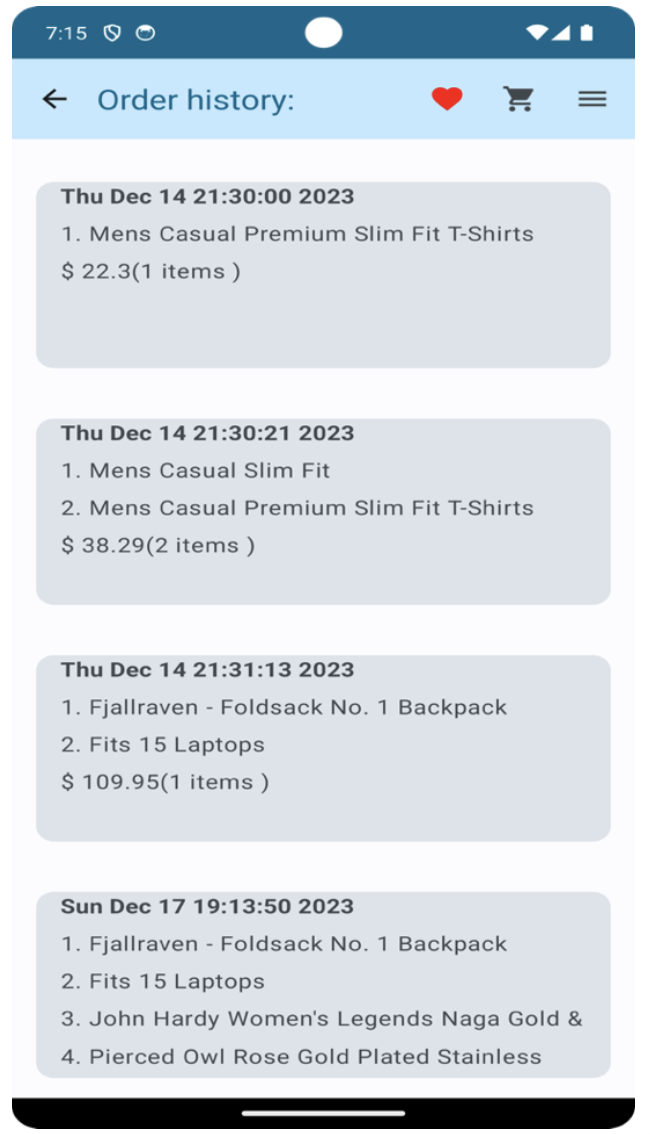 7:15
Order history:
Thu Dec 14 21:30:00 2023
1. Mens Casual Premium Slim Fit T-Shirts
$ 22.3(1 items )
Thu Dec 14 21:30:21 2023
1. Mens Casual Slim Fit
2. Mens Casual Premium Slim Fit T-Shirts
$ 38.29(2 items )
Thu Dec 14 21:31:13 2023
1. Fjallraven - Foldsack No. 1 Backpack
2. Fits 15 Laptops
$ 109.95(1 items )
Sun Dec 17 19:13:50 2023
1. Fjallraven - Foldsack No. 1 Backpack
2. Fits 15 Laptops
3. John Hardy Women's Legends Naga Gold &
4. Pierced Owl Rose Gold Plated Stainless